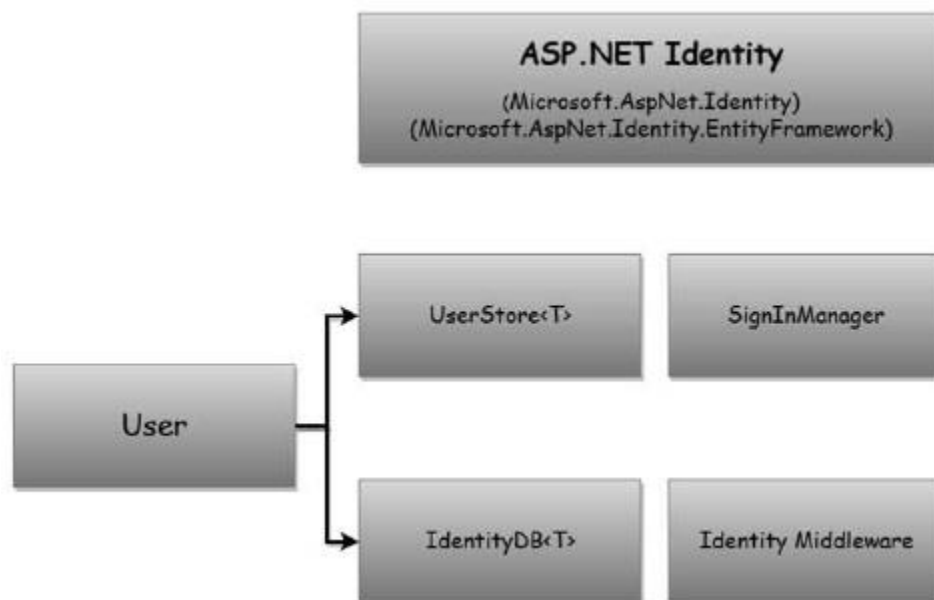 ASP.NET Identity
(Microsoft.AspNet.Identity)
(Microsoft.AspNet.Identity.EntityFramework)
UserStore<T>
SignInManager
User
IdentityDB<T>
Identity Middleware